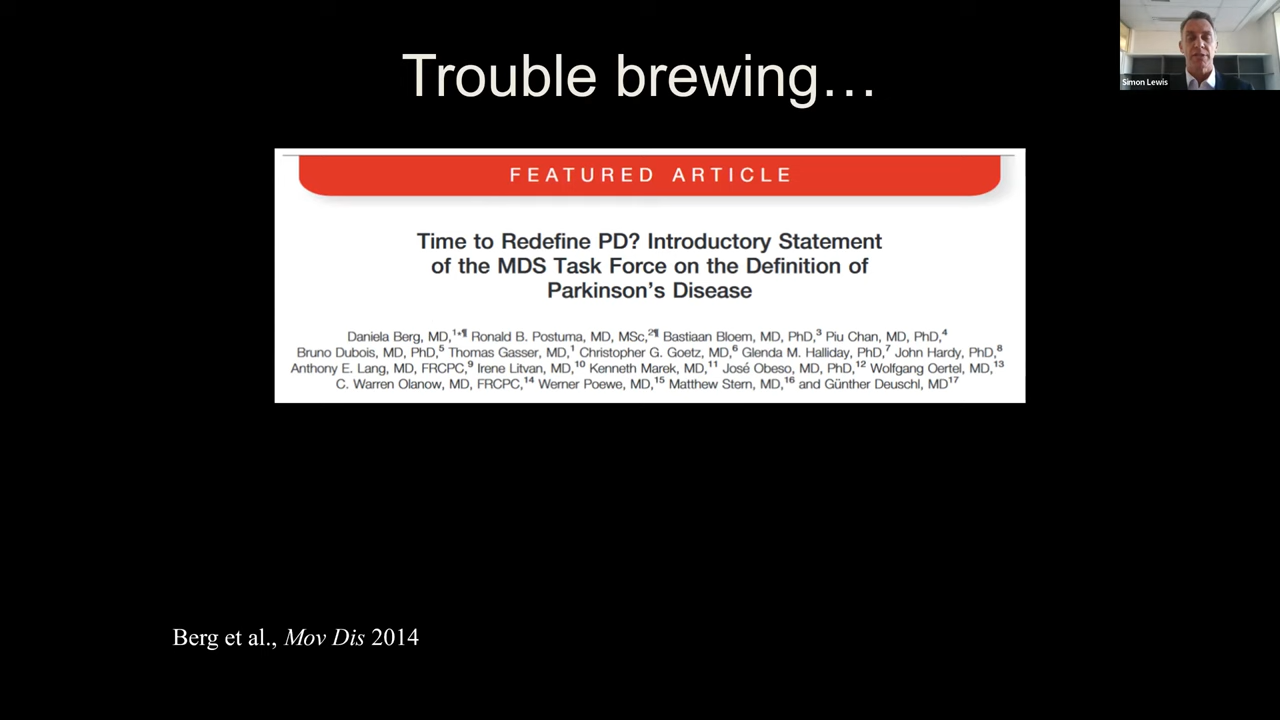 Trouble brewing…
Simon Lewis
FEATURED ARTICLE
Time to Redefine PD? Introductory Statement
of the MDS Task Force on the Definition of
Parkinson's Disease
Daniela Berg, MD,1*¶ Ronald B. Postuma, MD, MSc,2¶ Bastiaan Bloem, MD, PhD,3 Piu Chan, MD, PhD,4
Bruno Dubois, MD, PhD,5 Thomas Gasser, MD,1 Christopher G. Goetz, MD,6 Glenda M. Halliday, PhD,7 John Hardy, PhD,8
Anthony E. Lang, MD, FRCPC,9 Irene Litvan, MD,10 Kenneth Marek, MD,11 José Obeso, MD, PhD,12 Wolfgang Oertel, MD,13
C. Warren Olanow, MD, FRCPC,14 Werner Poewe, MD,15 Matthew Stern, MD,16 and Günther Deuschl, MD17
Berg et al., Mov Dis 2014